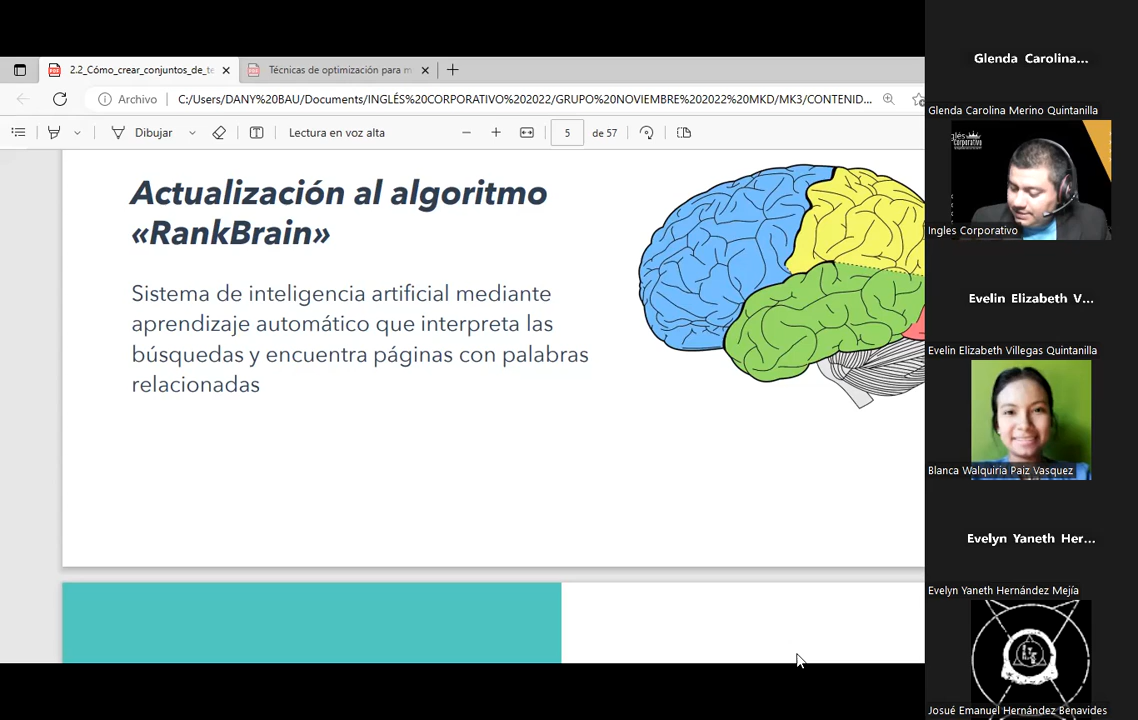 2.2_Cómo_crear_conjuntos_de_te
Técnicas de optimización para m
Archivo
C:/Users/DANY%20BAU/Documents/INGLÉS%20CORPORATIVO%202022/GRUPO%20NOVIEMBRE%202022%20MKD/MK3/CONTENID...
Dibujar
Lectura en voz alta
5
de 57
Actualización al algoritmo
«RankBrain»
Sistema de inteligencia artificial mediante
aprendizaje automático que interpreta las
búsquedas y encuentra páginas con palabras
relacionadas
Glenda Carolina...
Glenda Carolina Merino Quintanilla
Ingles Corporativo
Evelin Elizabeth V...
Evelin Elizabeth Villegas Quintanilla
Blanca Walquiria Paiz Vasquez
Evelyn Yaneth Her...
Evelyn Yaneth Hernández Mejía
Josué Emanuel Hernández Benavides